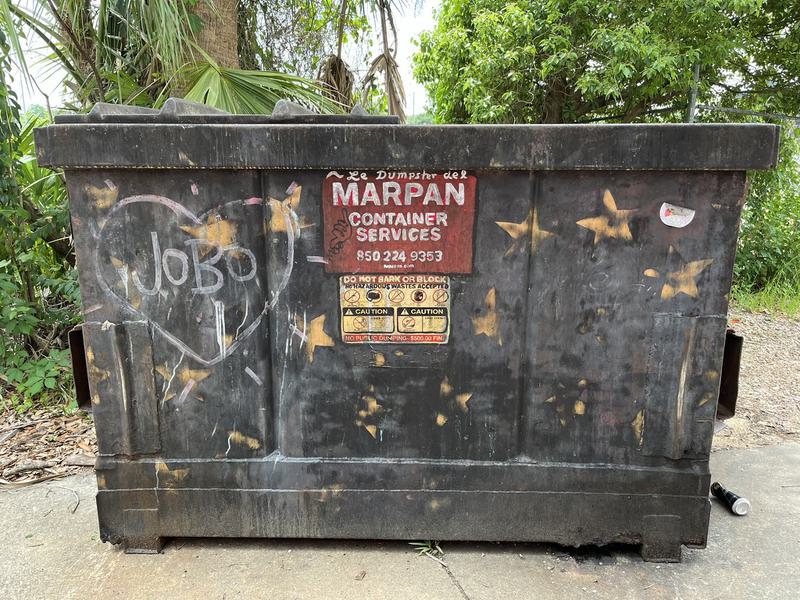 ~ Le Dumpster del
MARPAN
CONTAINER
SERVICES
850 224 9353
JoBo
DO NOT PARK OR BLOCK
NO HAZARDOUS WASTES ACCEPTED
CAUTION CAUTION
NO PUBLIC DUMPING- $500.00 FINE